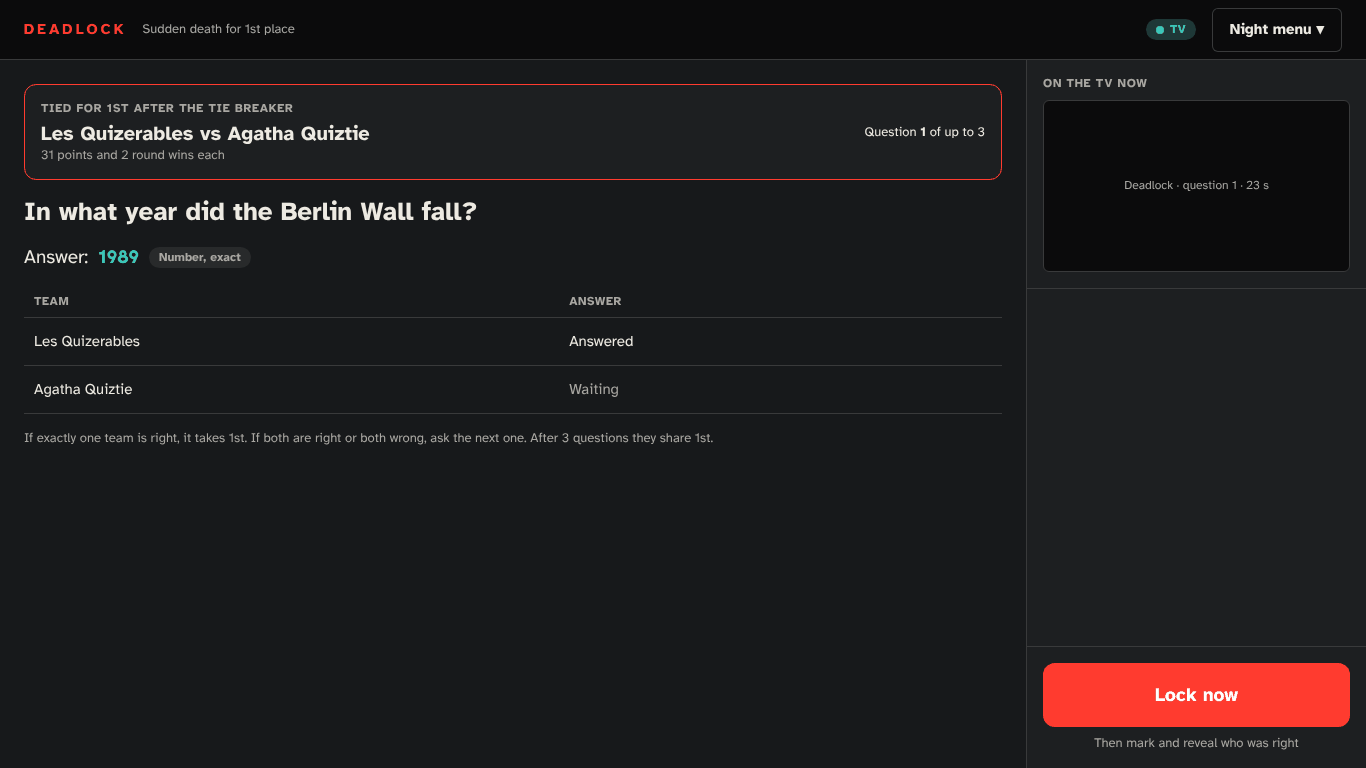 DEADLOCK
Sudden death for 1st place
TV
Night menu ▾
TIED FOR 1ST AFTER THE TIE BREAKER
Les Quizerables vs Agatha Quiztie
31 points and 2 round wins each
Question 1 of up to 3
In what year did the Berlin Wall fall?
Answer: 1989 Number, exact
TEAM ANSWER
Les Quizerables Answered
Agatha Quiztie Waiting
If exactly one team is right, it takes 1st. If both are right or both wrong, ask the next one. After 3 questions they share 1st.
ON THE TV NOW
Deadlock · question 1 · 23 s
Lock now
Then mark and reveal who was right